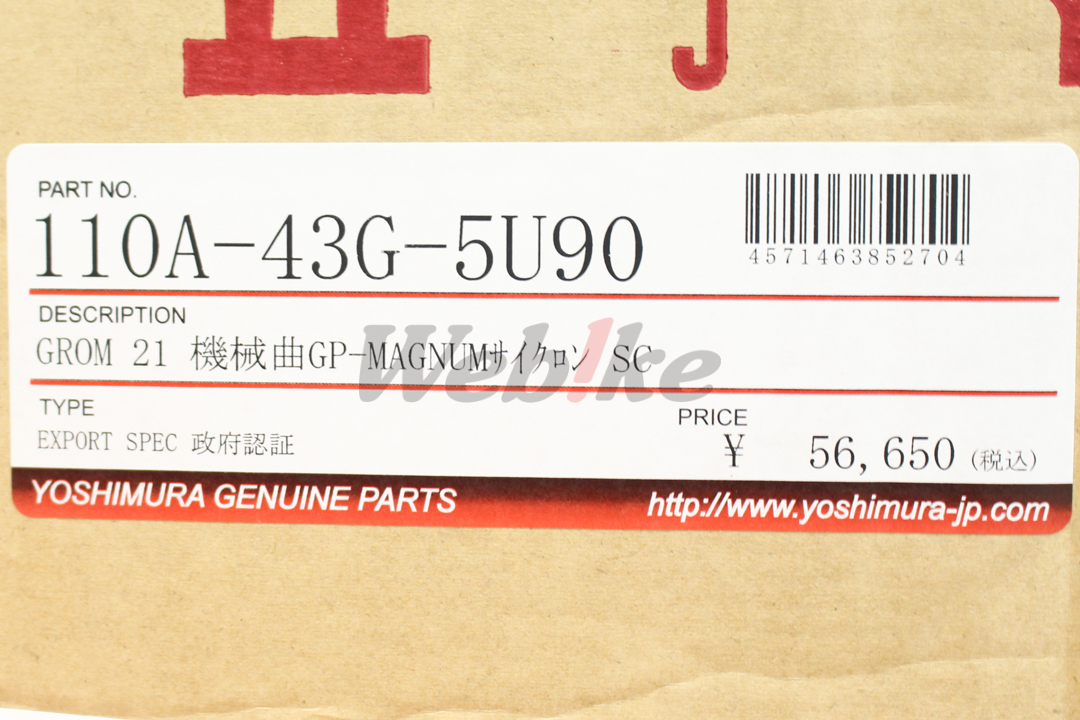 J
PART NO.
110A-43G-5U90
4571463852704
DESCRIPTION
GROM 21 機械曲GP-MAGNUMｻｲｸﾛﾝ SC
Web!ke
TYPE
EXPORT SPEC 政府認証
PRICE
¥ 56,650 (税込)
YOSHIMURA GENUINE PARTS
http://www.yoshimura-jp.com